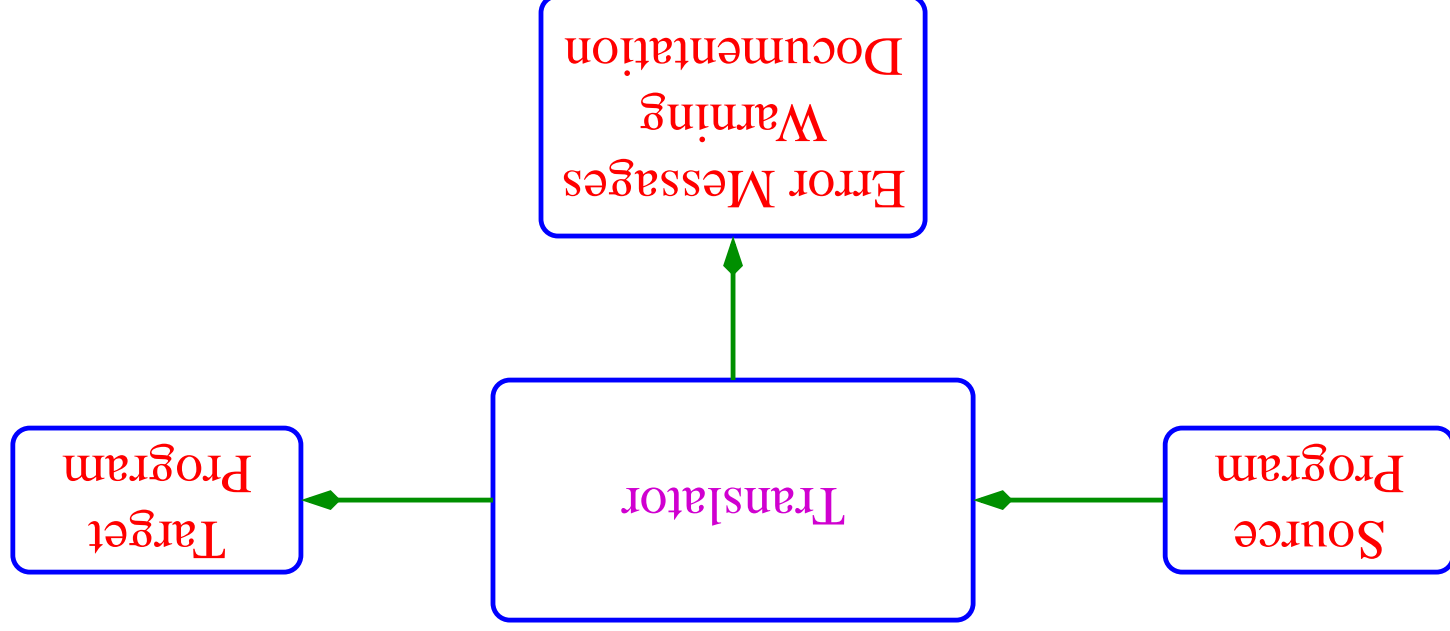 Source
Program
Translator
Target
Program
Error Messages
Warning
Documentation